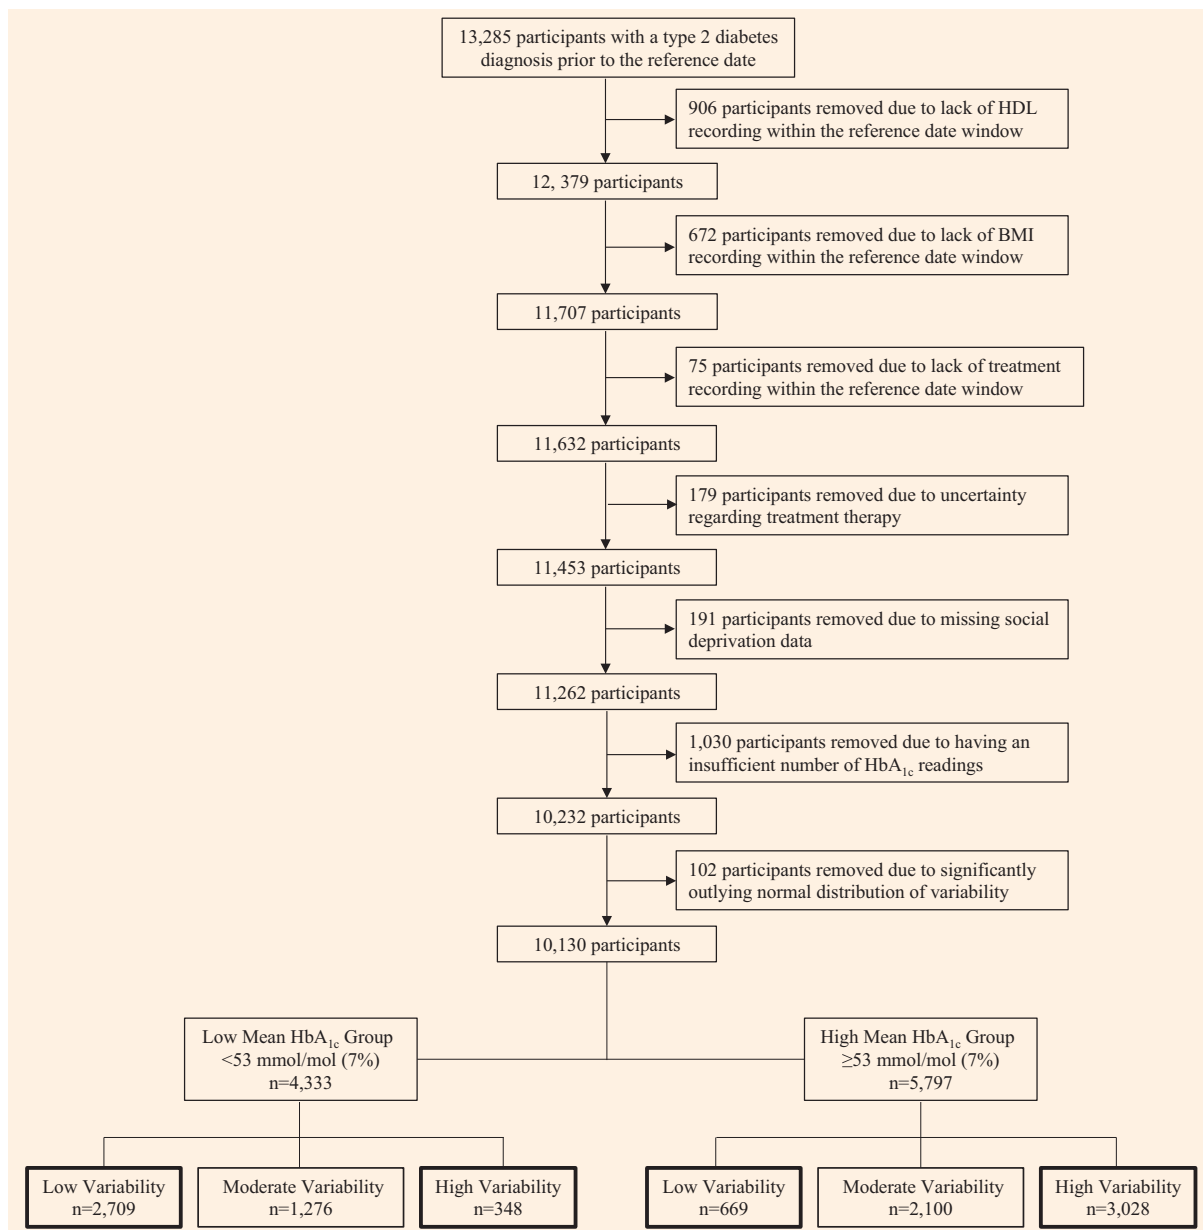 13,285 participants with a type 2 diabetes
diagnosis prior to the reference date
906 participants removed due to lack of HDL
recording within the reference date window
12, 379 participants
672 participants removed due to lack of BMI
recording within the reference date window
11,707 participants
75 participants removed due to lack of treatment
recording within the reference date window
11,632 participants
179 participants removed due to uncertainty
regarding treatment therapy
11,453 participants
191 participants removed due to missing social
deprivation data
11,262 participants
1,030 participants removed due to having an
insufficient number of HbA1c readings
10,232 participants
102 participants removed due to significantly
outlying normal distribution of variability
10,130 participants
Low Mean HbA1c Group
<53 mmol/mol (7%)
n=4,333
High Mean HbA1c Group
≥53 mmol/mol (7%)
n=5,797
Low Variability
n=2,709
Moderate Variability
n=1,276
High Variability
n=348
Low Variability
n=669
Moderate Variability
n=2,100
High Variability
n=3,028